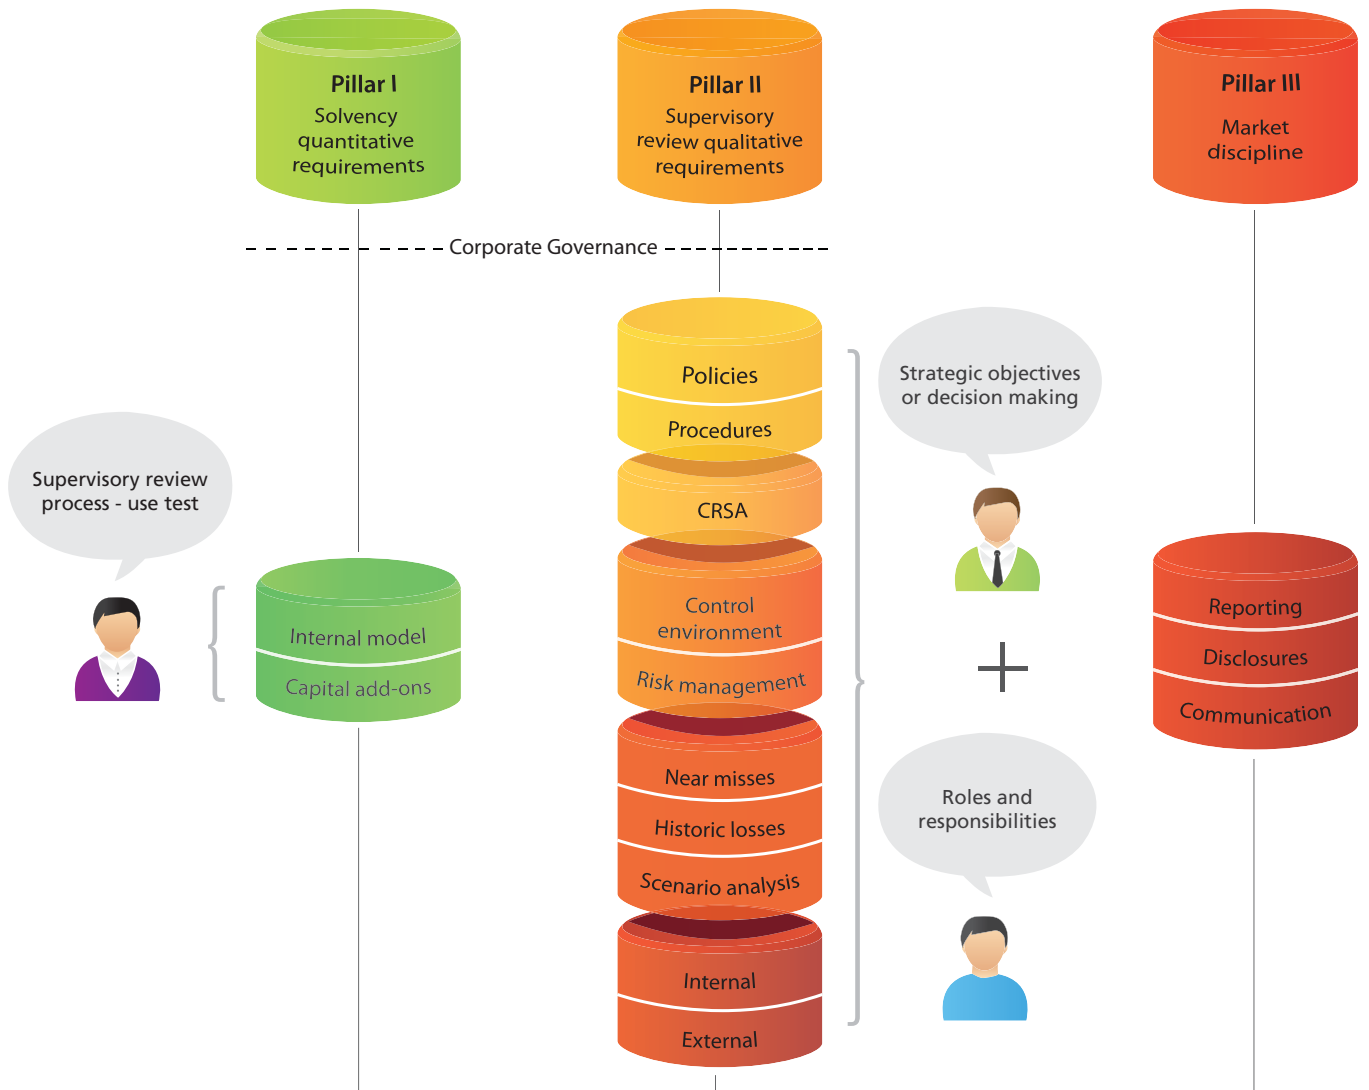 Pillar I
Solvency
quantitative
requirements
Pillar II
Supervisory
review qualitative
requirements
Pillar III
Market
discipline
Corporate Governance
Supervisory review
process - use test
Internal model
Capital add-ons
Policies
Procedures
CRSA
Control
environment
Risk management
Near misses
Historic losses
Scenario analysis
Internal
External
Strategic objectives
or decision making
Roles and
responsibilities
Reporting
Disclosures
Communication